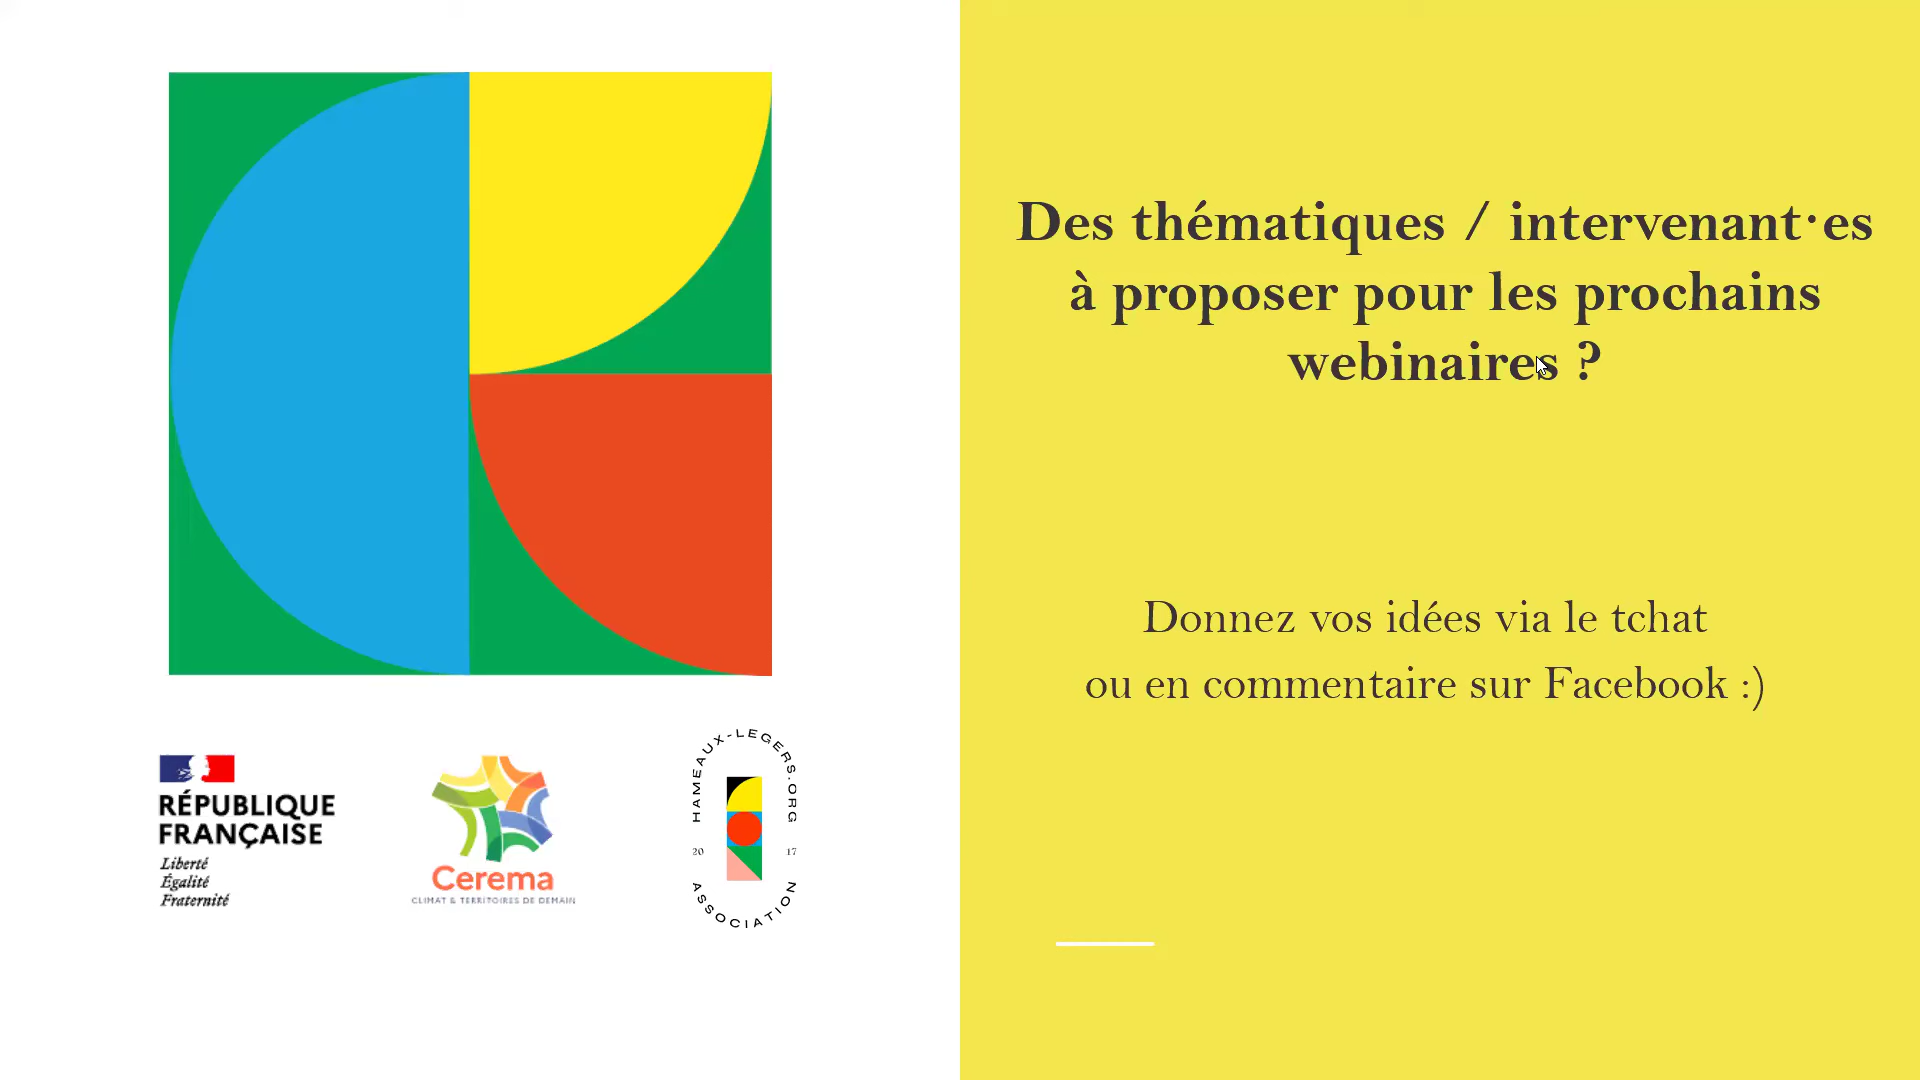 Des thématiques / intervenant·es
à proposer pour les prochains
webinaires ?
Donnez vos idées via le tchat
ou en commentaire sur Facebook :)
RÉPUBLIQUE
FRANÇAISE
Liberté
Égalité
Fraternité
Cerema
CLIMAT & TERRITOIRES DE DEMAIN
HAMEAUX-LEGERS.ORG
20 17
ASSOCIATION